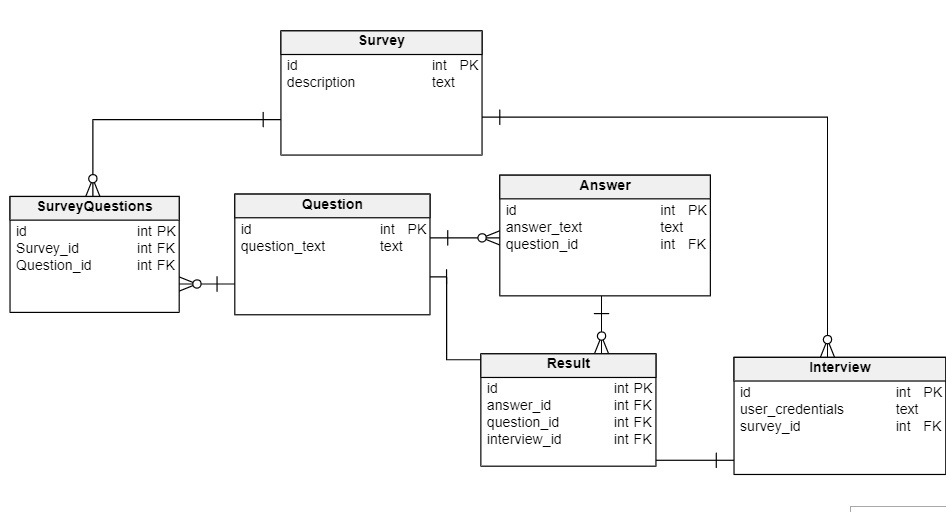 Survey
id int PK
description text
SurveyQuestions
id int PK
Survey_id int FK
Question_id int FK
Question
id int PK
question_text text
Answer
id int PK
answer_text text
question_id int FK
Result
id int PK
answer_id int FK
question_id int FK
interview_id int FK
Interview
id int PK
user_credentials text
survey_id int FK